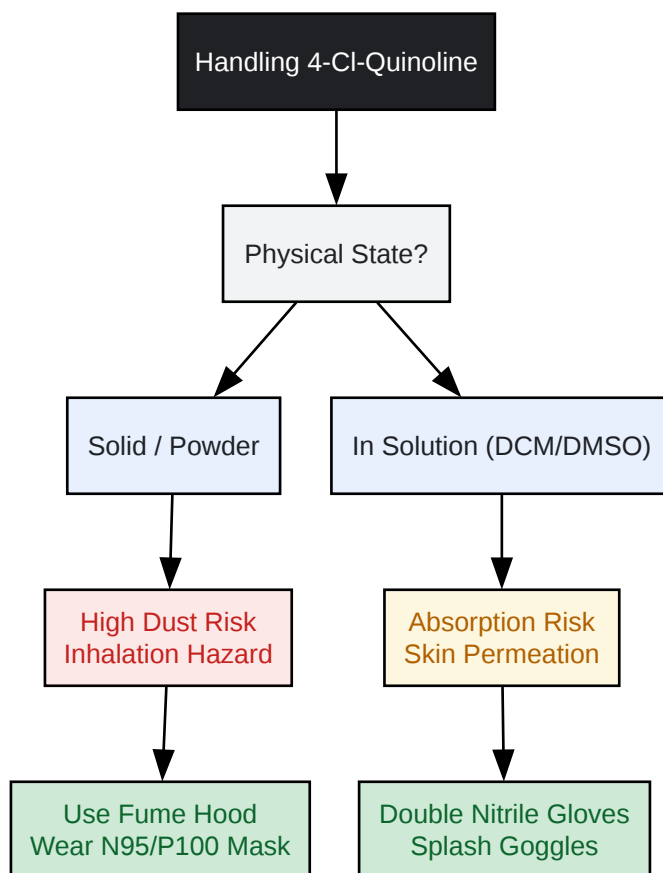 Handling 4-Cl-Quinoline
Physical State?
Solid / Powder
In Solution (DCM/DMSO)
High Dust Risk
Inhalation Hazard
Absorption Risk
Skin Permeation
Use Fume Hood
Wear N95/P100 Mask
Double Nitrile Gloves
Splash Goggles